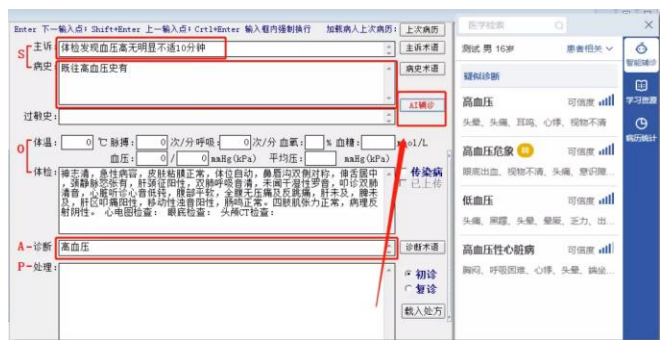 Enter 下一输入点; Shift+Enter 上一输入点; Crtl+Enter 输入框内强制换行 加载病人上次病历: 上次病历
S 主诉: 体检发现血压高无明显不适10分钟 主诉术语
病史: 既往高血压史有 病史术语
AI辅诊
过敏史:
O 体温: 0 ℃ 脉搏: 0 次/分 呼吸: 0 次/分 血氧: % 血糖: mmol/L
血压: 0 / 0 mmHg(kPa) 平均压: mmHg(kPa)
体检: 神志清，急性病容，皮肤粘膜正常，体位自动，鼻唇沟双侧对称，伸舌居中 传染病
，颈静脉怒张有，肝颈征阳性，双肺呼吸音清，未闻干湿性罗音，叩诊双肺 已上传
清音，心脏听诊心音低钝，腹部平软，全腹无压痛及反跳痛，肝未及，脾未
及，肝区叩痛阳性，移动性浊音阳性，肠鸣正常。四肢肌张力正常，病理反
射阴性。 心电图检查: 眼底检查: 头颅CT检查:
A-诊断 高血压 诊断术语
P-处理: 初诊
复诊
载入处方
医学检索
测试 男 16岁 患者相关
疑似诊断
高血压 可信度
头晕、头痛、耳鸣、心悸、视物不清
高血压危象 可信度
眼底出血、视物不清、头痛、意识障...
低血压 可信度
头痛、黑矇、头晕、晕厥、乏力、出...
高血压性心脏病 可信度
胸闷、呼吸困难、心悸、头晕、端坐...
智能辅诊
学习资源
病历统计